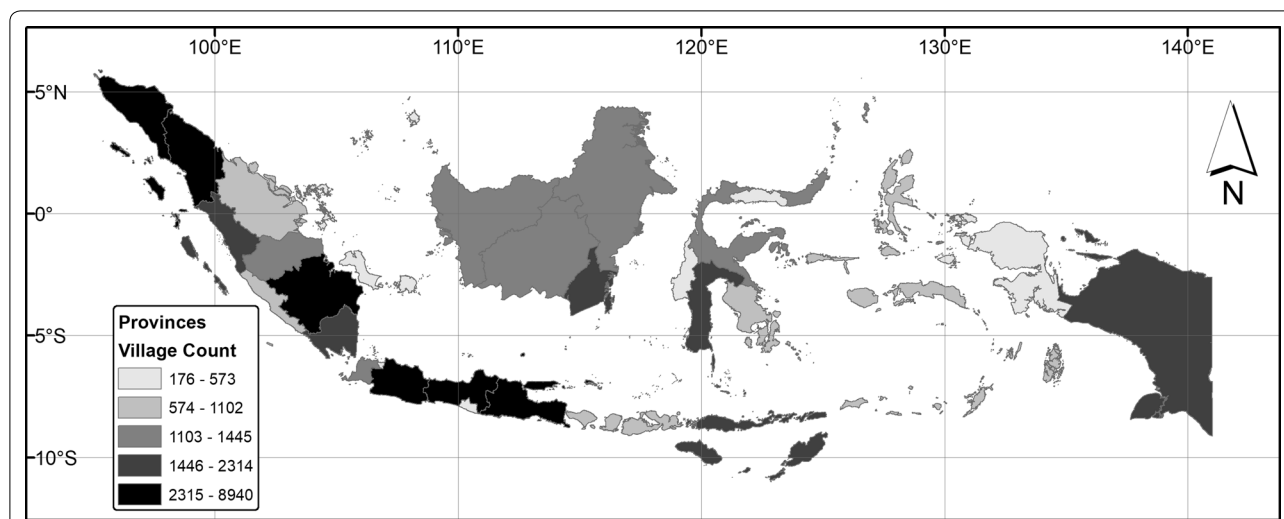 100°E 110°E 120°E 130°E 140°E
5°N
0°
5°S
10°S
N
Provinces
Village Count
176 - 573
574 - 1102
1103 - 1445
1446 - 2314
2315 - 8940